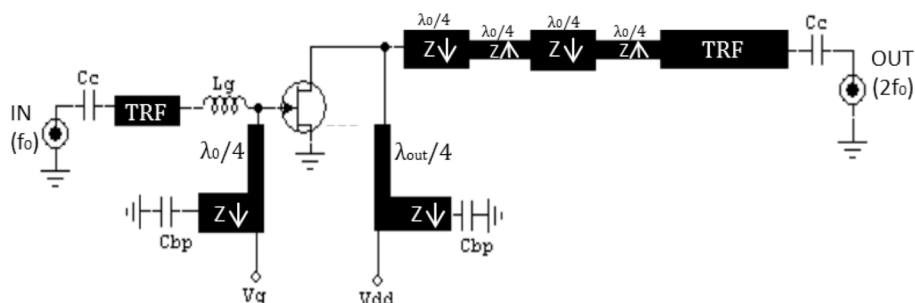 λ₀/4 λ₀/4 λ₀/4 λ₀/4
Z↓ Z↑ Z↓ Z↑ TRF
Cc
OUT
(2f₀)
IN
(f₀)
Cc
TRF
Lg
λ₀/4
λout/4
Z↓
Cbp
Z↓
Cbp
Vg
Vdd